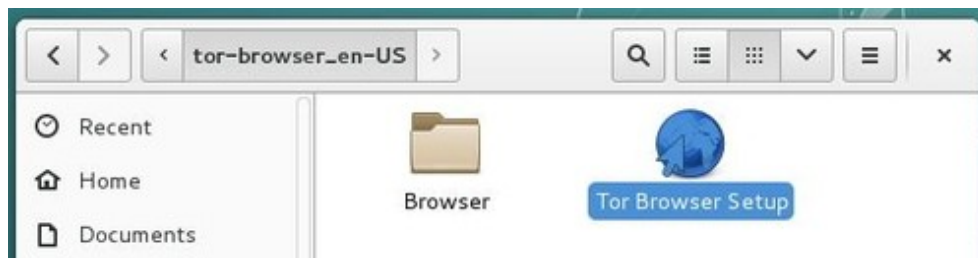 tor-browser_en-US
Recent
Home
Documents
Browser
Tor Browser Setup